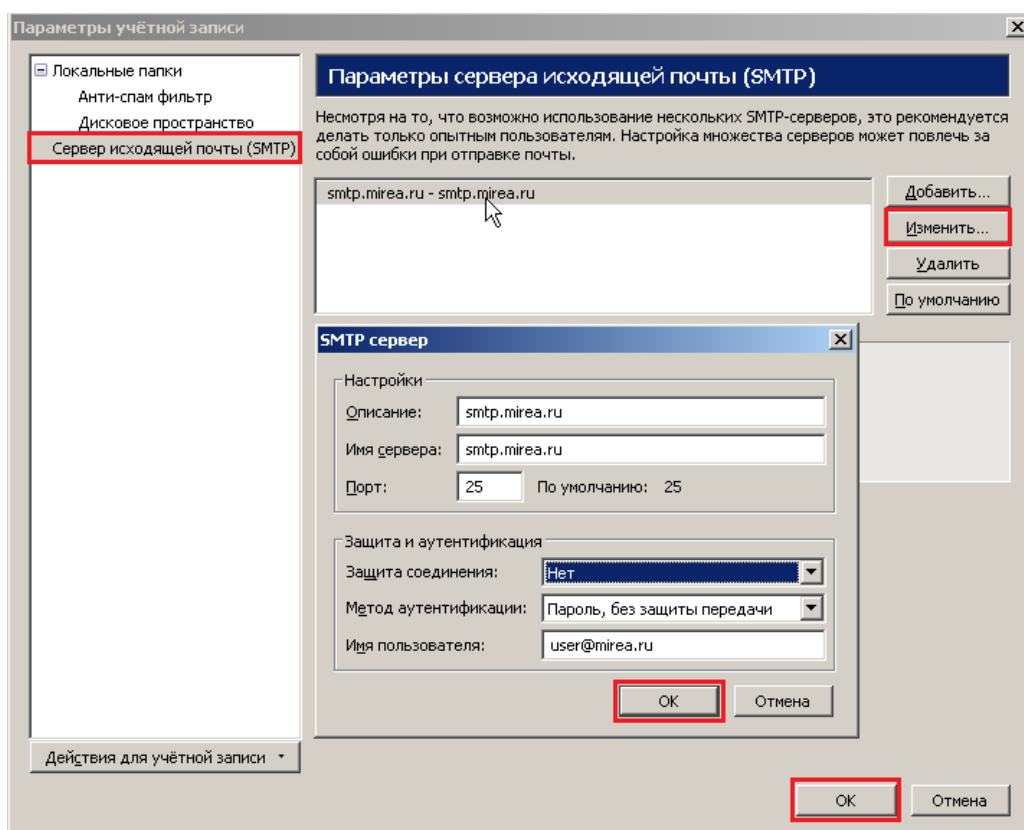 Параметры учётной записи
Локальные папки
Анти-спам фильтр
Дисковое пространство
Сервер исходящей почты (SMTP)
Параметры сервера исходящей почты (SMTP)
Несмотря на то, что возможно использование нескольких SMTP-серверов, это рекомендуется
делать только опытным пользователям. Настройка множества серверов может повлечь за
собой ошибки при отправке почты.
smtp.mirea.ru - smtp.mirea.ru
Добавить...
Изменить...
Удалить
По умолчанию
SMTP сервер
Настройки
Описание: smtp.mirea.ru
Имя сервера: smtp.mirea.ru
Порт: 25 По умолчанию: 25
Защита и аутентификация
Защита соединения: Нет
Метод аутентификации: Пароль, без защиты передачи
Имя пользователя: user@mirea.ru
OK Отмена
Действия для учётной записи
OK Отмена